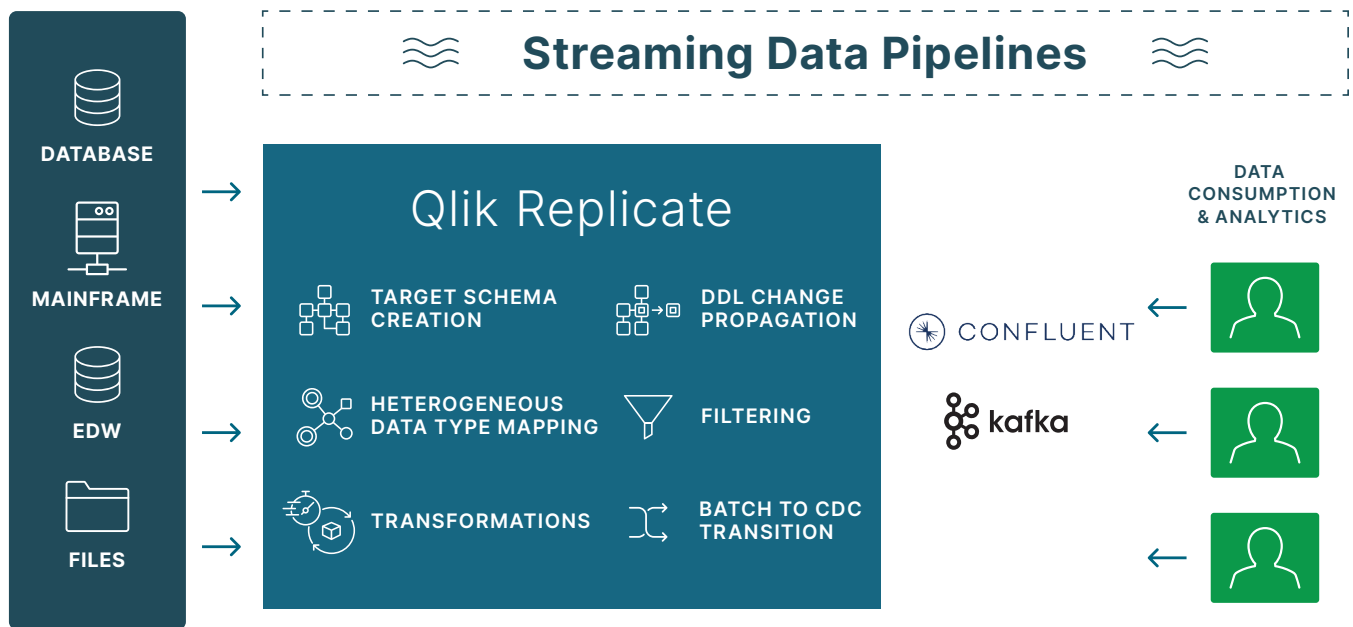 Streaming Data Pipelines
DATABASE
MAINFRAME
EDW
FILES
Qlik Replicate
TARGET SCHEMA
CREATION
DDL CHANGE
PROPAGATION
HETEROGENEOUS
DATA TYPE MAPPING
FILTERING
TRANSFORMATIONS
BATCH TO CDC
TRANSITION
CONFLUENT
kafka
DATA
CONSUMPTION
& ANALYTICS